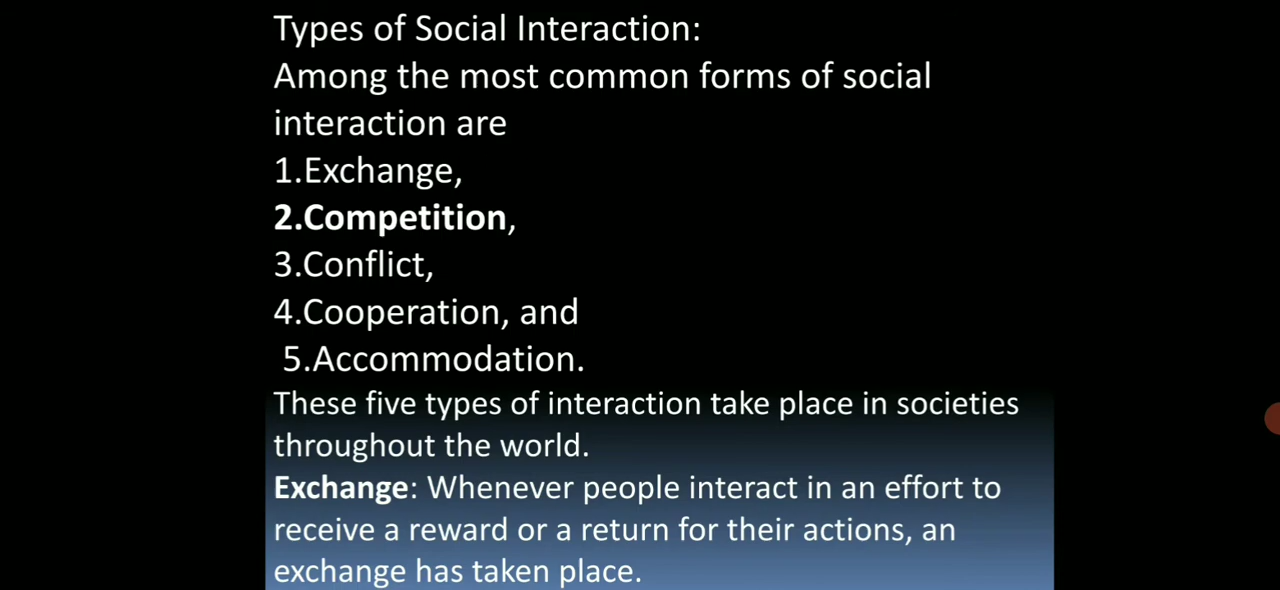 Types of Social Interaction:
Among the most common forms of social
interaction are
1.Exchange,
2.Competition,
3.Conflict,
4.Cooperation, and
5.Accommodation.
These five types of interaction take place in societies
throughout the world.
Exchange: Whenever people interact in an effort to
receive a reward or a return for their actions, an
exchange has taken place.